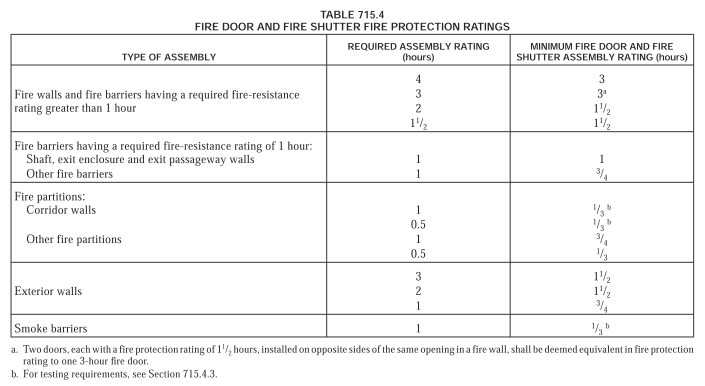 TABLE 715.4
FIRE DOOR AND FIRE SHUTTER FIRE PROTECTION RATINGS
TYPE OF ASSEMBLY | REQUIRED ASSEMBLY RATING (hours) | MINIMUM FIRE DOOR AND FIRE SHUTTER ASSEMBLY RATING (hours)
Fire walls and fire barriers having a required fire-resistance rating greater than 1 hour
4 | 3
3 | 3ᵃ
2 | 1 1/2
1 1/2 | 1 1/2
Fire barriers having a required fire-resistance rating of 1 hour:
Shaft, exit enclosure and exit passageway walls | 1 | 1
Other fire barriers | 1 | 3/4
Fire partitions:
Corridor walls | 1 | 1/3 ᵇ
0.5 | 1/3 ᵇ
Other fire partitions | 1 | 3/4
0.5 | 1/3
Exterior walls
3 | 1 1/2
2 | 1 1/2
1 | 3/4
Smoke barriers | 1 | 1/3 ᵇ
a. Two doors, each with a fire protection rating of 1 1/2 hours, installed on opposite sides of the same opening in a fire wall, shall be deemed equivalent in fire protection
rating to one 3-hour fire door.
b. For testing requirements, see Section 715.4.3.